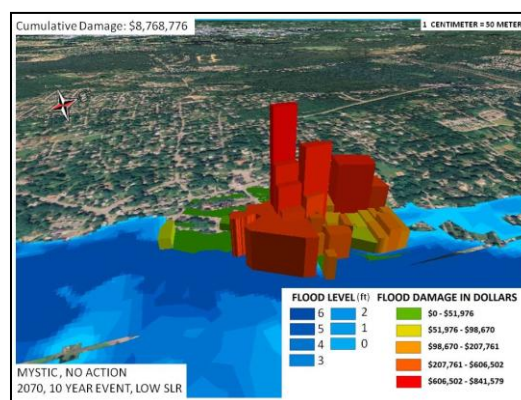 Cumulative Damage: $8,768,776
1 CENTIMETER = 50 METER
FLOOD LEVEL (ft)
6 2
5 1
4 0
3
FLOOD DAMAGE IN DOLLARS
$0 - $51,976
$51,976 - $98,670
$98,670 - $207,761
$207,761 - $606,502
$606,502 - $841,579
MYSTIC , NO ACTION
2070, 10 YEAR EVENT, LOW SLR